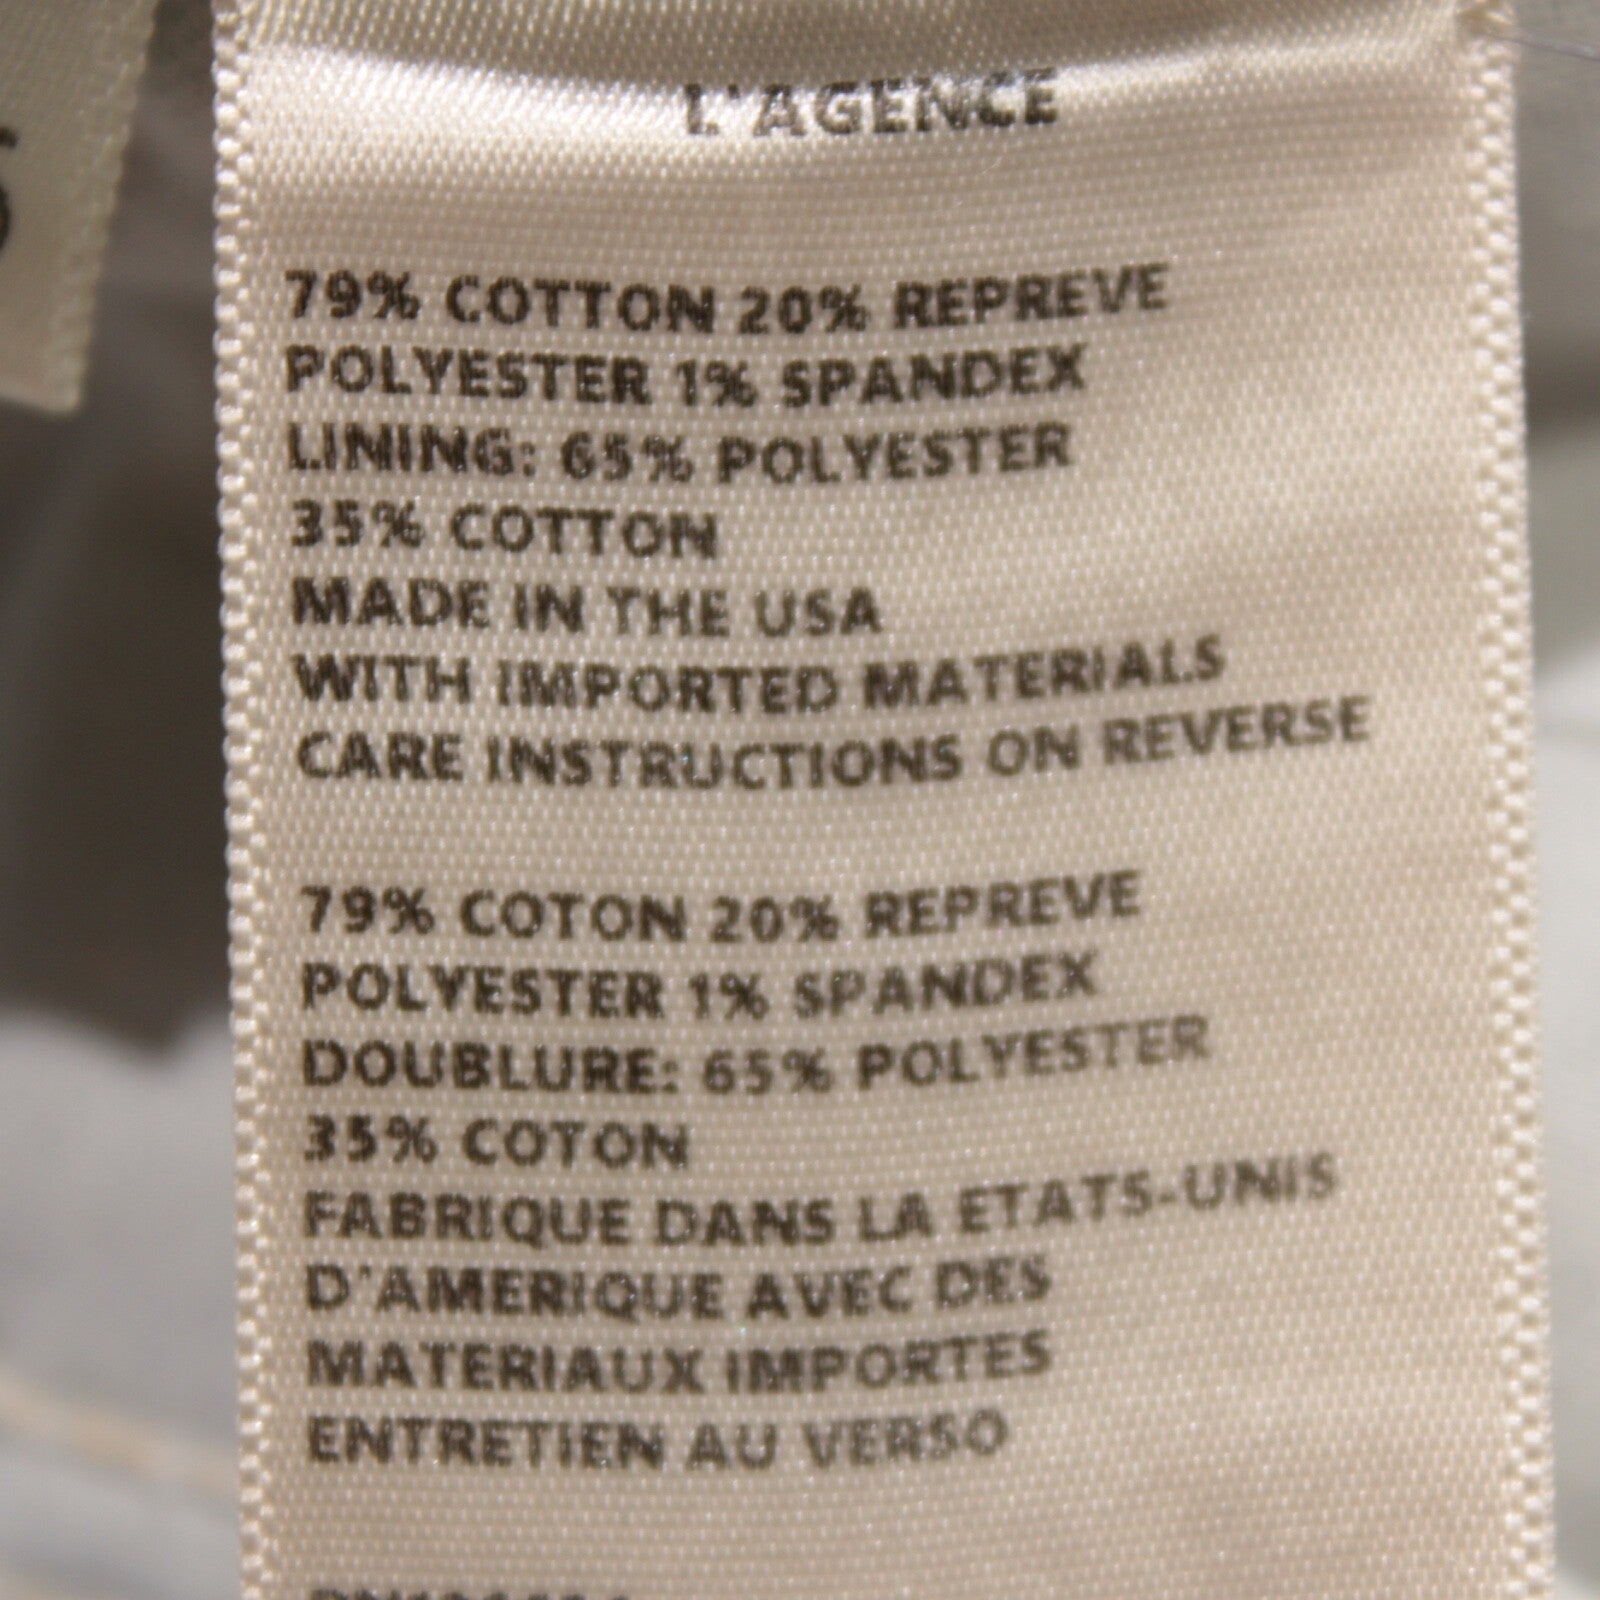 L'AGENCE
79% COTTON 20% REPREVE
POLYESTER 1% SPANDEX
LINING: 65% POLYESTER
35% COTTON
MADE IN THE USA
WITH IMPORTED MATERIALS
CARE INSTRUCTIONS ON REVERSE
79% COTON 20% REPREVE
POLYESTER 1% SPANDEX
DOUBLURE: 65% POLYESTER
35% COTON
FABRIQUE DANS LA ETATS-UNIS
D'AMERIQUE AVEC DES
MATERIAUX IMPORTES
ENTRETIEN AU VERSO